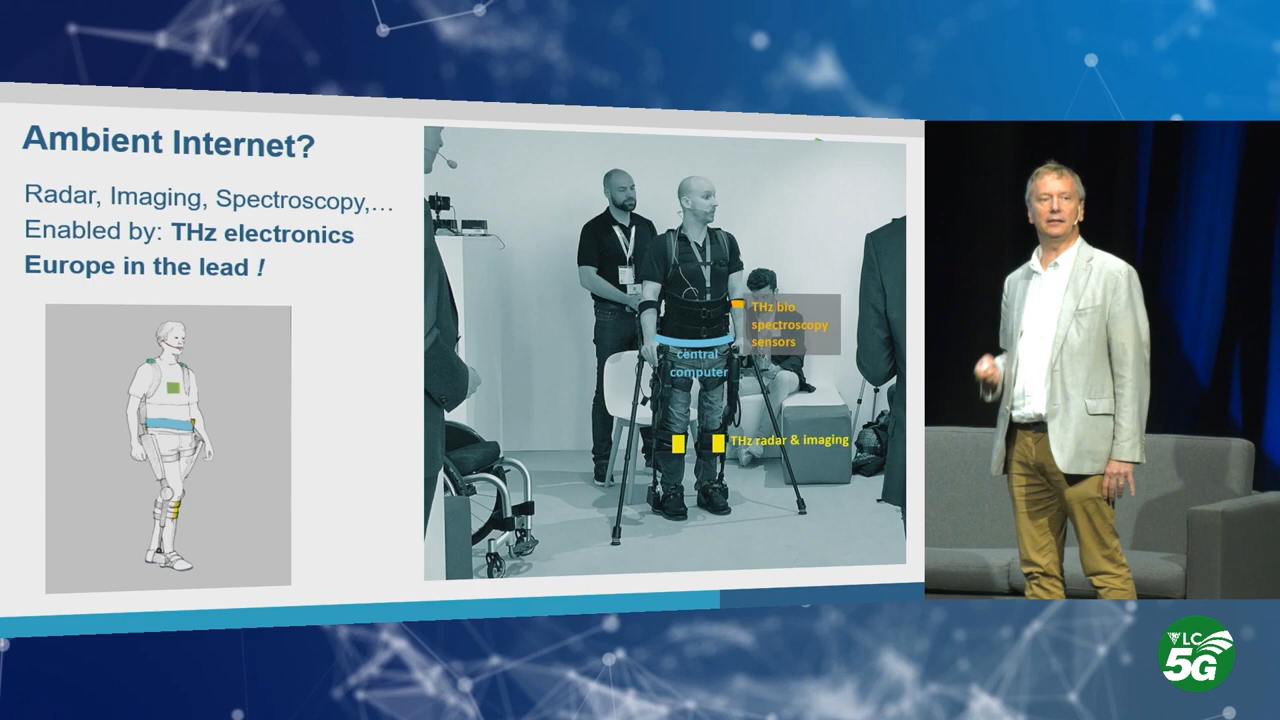 Ambient Internet?
Radar, Imaging, Spectroscopy,...
Enabled by: THz electronics
Europe in the lead !
THz bio
spectroscopy
sensors
central
computer
THz radar & imaging
VLC
5G